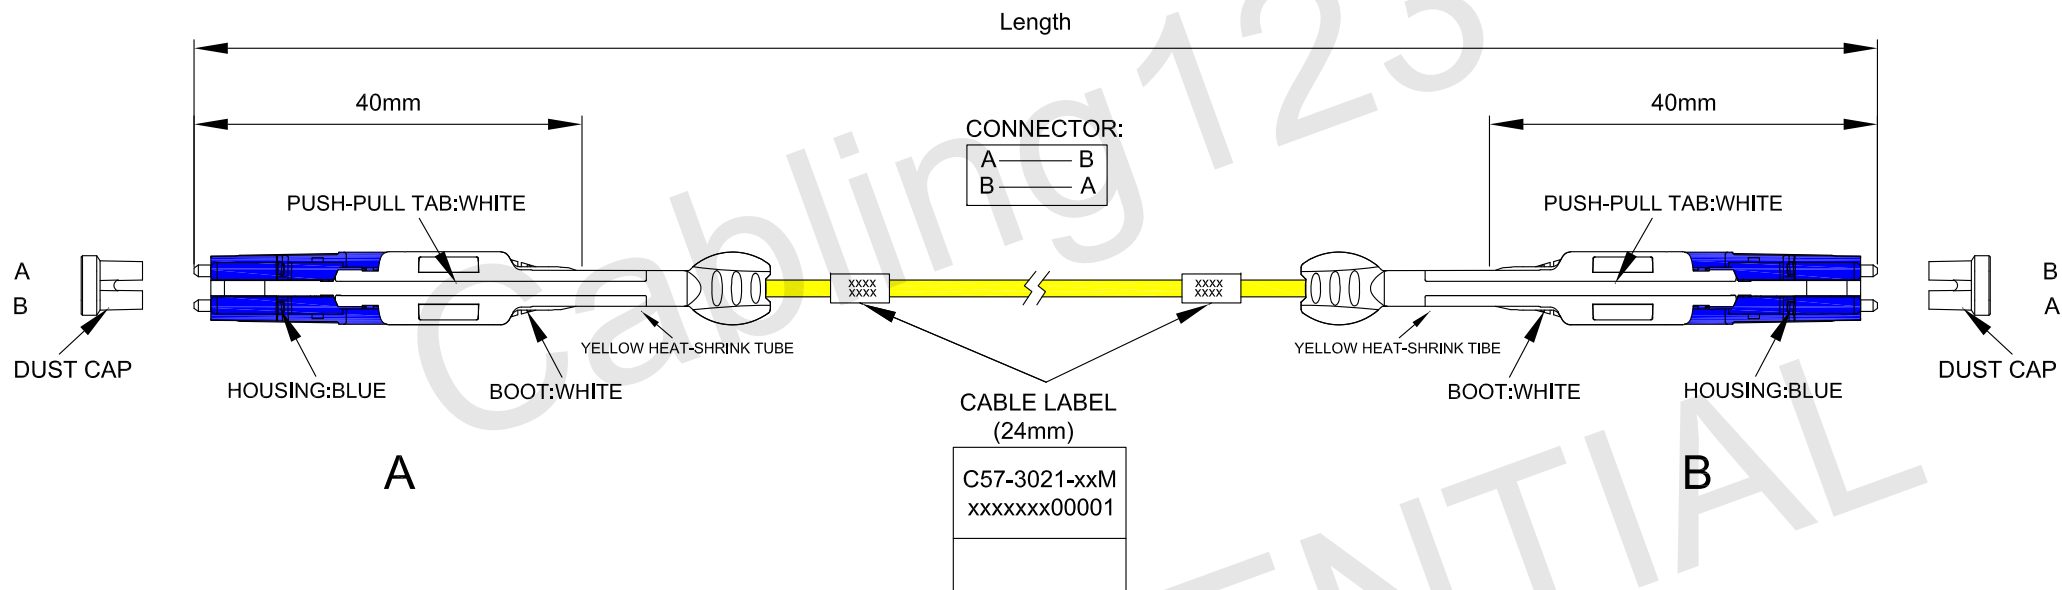 Length
40mm
40mm
CONNECTOR:
A B
B A
PUSH-PULL TAB:WHITE
PUSH-PULL TAB:WHITE
A
B
B
A
XXXX
XXXX
XXXX
XXXX
YELLOW HEAT-SHRINK TUBE
YELLOW HEAT-SHRINK TIBE
DUST CAP
DUST CAP
HOUSING:BLUE
BOOT:WHITE
BOOT:WHITE
HOUSING:BLUE
CABLE LABEL
(24mm)
C57-3021-xxM
xxxxxxx00001
A
B
Cabling123
ENTIAL